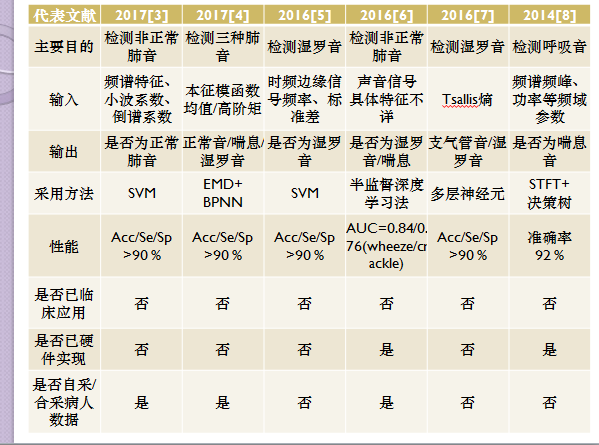 代表文献 2017[3] 2017[4] 2016[5] 2016[6] 2016[7] 2014[8]
主要目的 检测非正常肺音 检测三种肺音 检测湿罗音 检测非正常肺音 检测湿罗音 检测呼吸音
输入 频谱特征、小波系数、倒谱系数 本征模函数均值/高阶矩 时频边缘信号频率、标准差 声音信号具体特征不详 Tsallis熵 频谱频峰、功率等频域参数
输出 是否为正常肺音 正常音/喘息/湿罗音 是否为湿罗音 是否为湿罗音/喘息 支气管音/湿罗音 是否为喘息音
采用方法 SVM EMD+BPNN SVM 半监督深度学习法 多层神经元 STFT+决策树
性能 Acc/Se/Sp >90 % Acc/Se/Sp >90 % Acc/Se/Sp >90 % AUC=0.84/0.76(wheeze/crackle) Acc/Se/Sp >90 % 准确率 92 %
是否已临床应用 否 否 否 否 否 否
是否已硬件实现 否 否 否 是 否 是
是否自采/合采病人数据 是 是 否 是 否 否